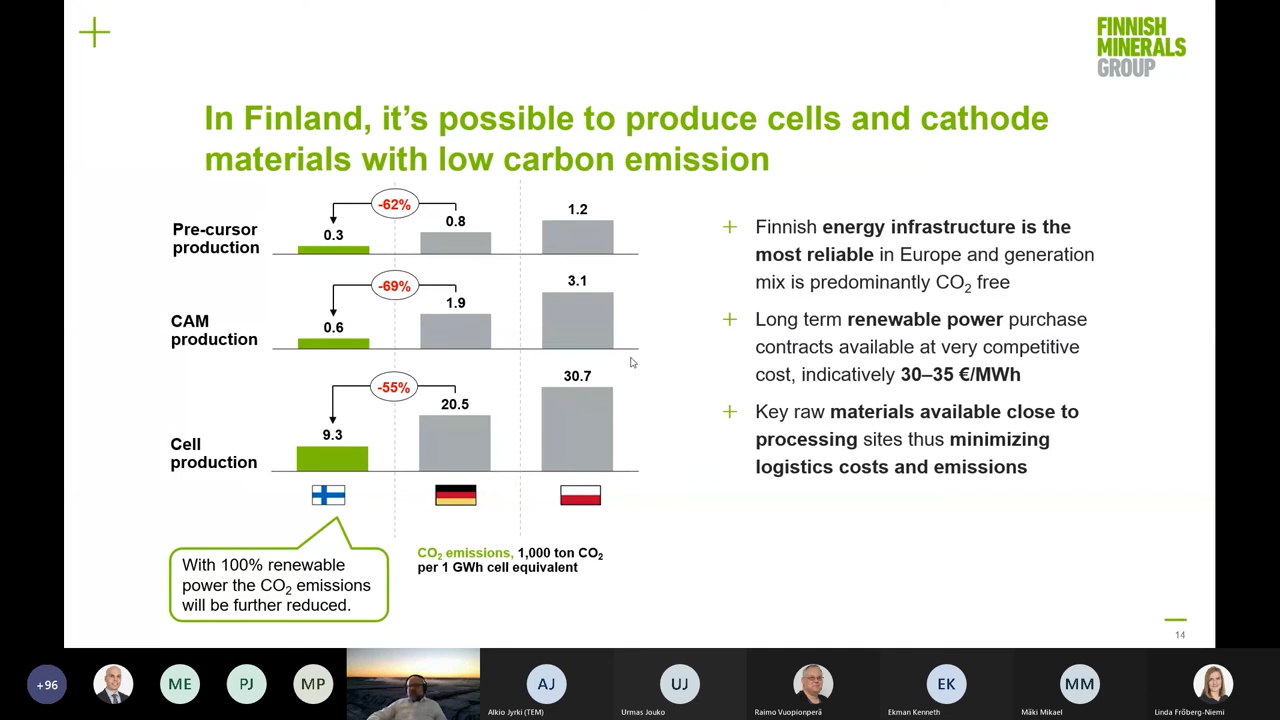 FINNISH
MINERALS
GROUP
In Finland, it's possible to produce cells and cathode
materials with low carbon emission
-62%
Pre-cursor
production
0.3
0.8
1.2
-69%
CAM
production
0.6
1.9
3.1
-55%
Cell
production
9.3
20.5
30.7
With 100% renewable
power the CO2 emissions
will be further reduced.
CO2 emissions, 1,000 ton CO2
per 1 GWh cell equivalent
+ Finnish energy infrastructure is the
most reliable in Europe and generation
mix is predominantly CO2 free
+ Long term renewable power purchase
contracts available at very competitive
cost, indicatively 30–35 €/MWh
+ Key raw materials available close to
processing sites thus minimizing
logistics costs and emissions
14
+96
ME
PJ
MP
AJ
Alkio Jyrki (TEM)
UJ
Urmas Jouko
Raimo Vuopionperä
EK
Ekman Kenneth
MM
Mäki Mikael
Linda Fröberg-Niemi